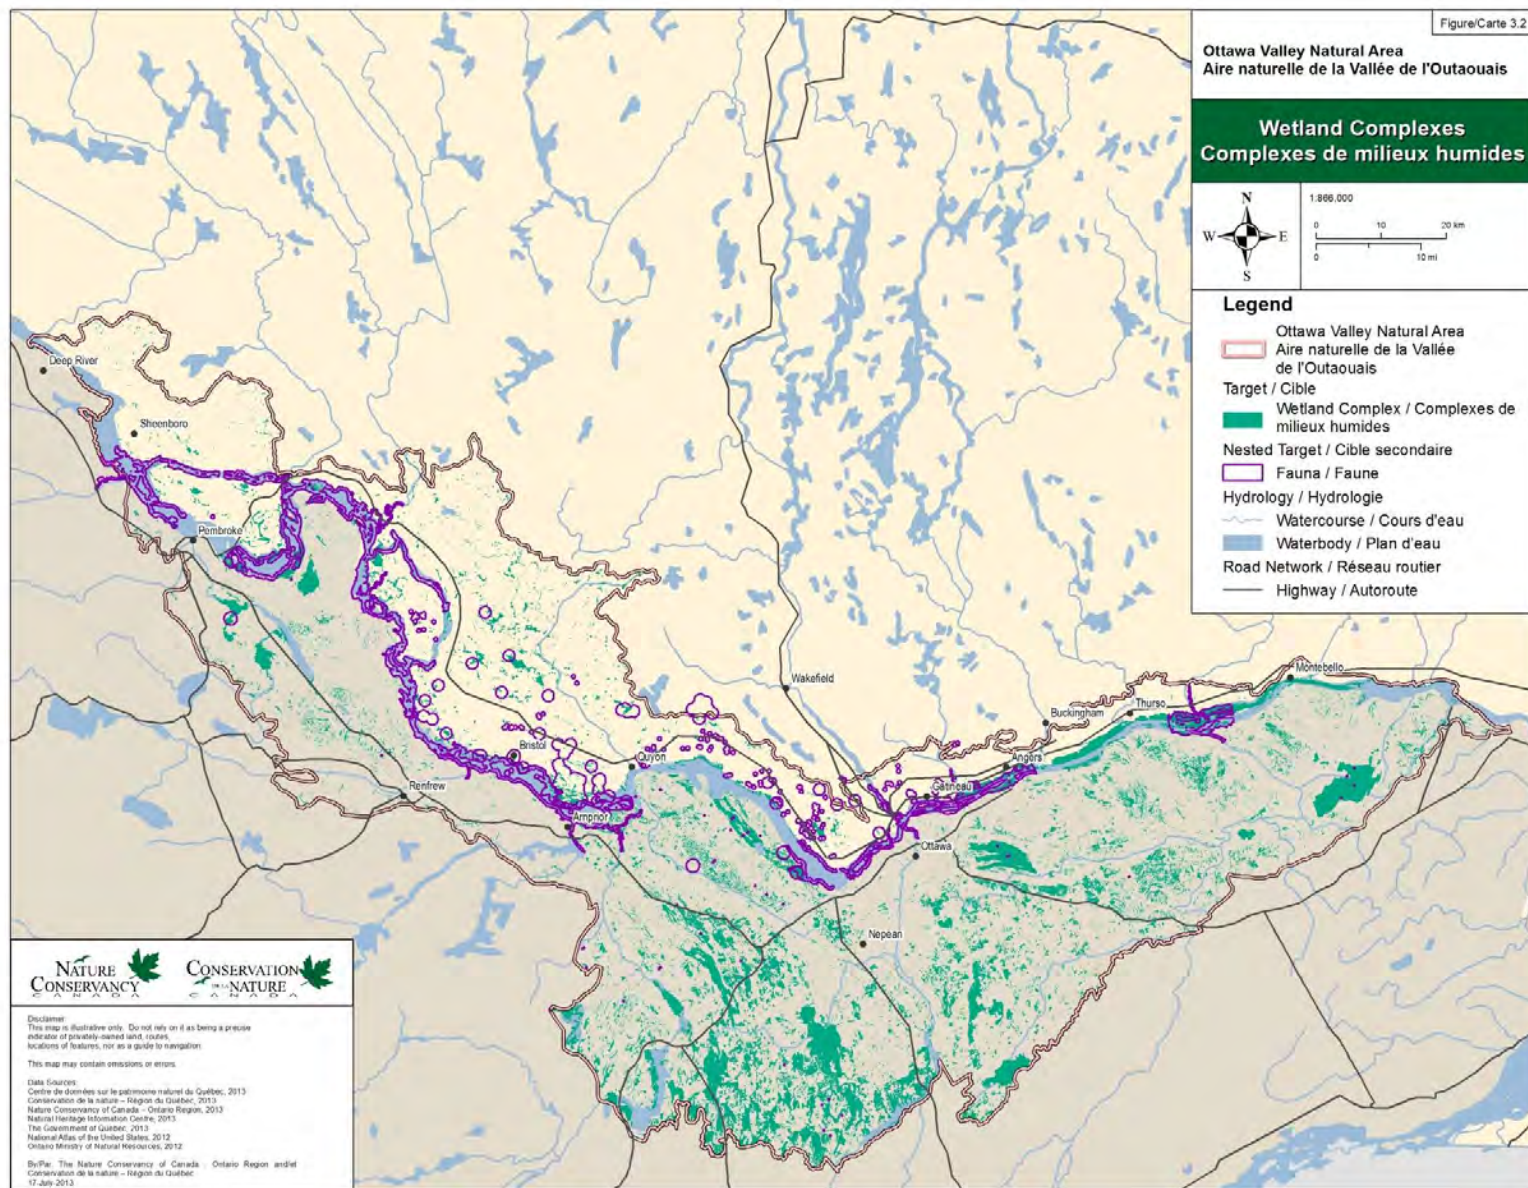 Figure/Carte 3.2
Ottawa Valley Natural Area
Aire naturelle de la Vallée de l'Outaouais
Wetland Complexes
Complexes de milieux humides
N
W E
S
1:866,000
0 10 20 km
0 10 mi
Legend
Ottawa Valley Natural Area
Aire naturelle de la Vallée
de l'Outaouais
Target / Cible
Wetland Complex / Complexes de
milieux humides
Nested Target / Cible secondaire
Fauna / Faune
Hydrology / Hydrologie
Watercourse / Cours d'eau
Waterbody / Plan d'eau
Road Network / Réseau routier
Highway / Autoroute
Deep River
Sheenboro
Pembroke
Wakefield
Montebello
Thurso
Buckingham
Bristol
Quyon
Angers
Gatineau
Renfrew
Arnprior
Ottawa
Nepean
NATURE
CONSERVANCY
CANADA
CONSERVATION
DE LA NATURE
CANADA
Disclaimer:
This map is illustrative only. Do not rely on it as being a precise
indicator of privately-owned land, routes,
locations of features, nor as a guide to navigation.
This map may contain omissions or errors.
Data Sources:
Centre de données sur le patrimoine naturel du Québec, 2013
Conservation de la nature – Région du Québec, 2013
Nature Conservancy of Canada – Ontario Region, 2013
Natural Heritage Information Centre, 2013
The Government of Quebec, 2013
National Atlas of the United States, 2012
Ontario Ministry of Natural Resources, 2012
By/Par: The Nature Conservancy of Canada - Ontario Region and/et
Conservation de la nature – Région du Québec
17-July-2013